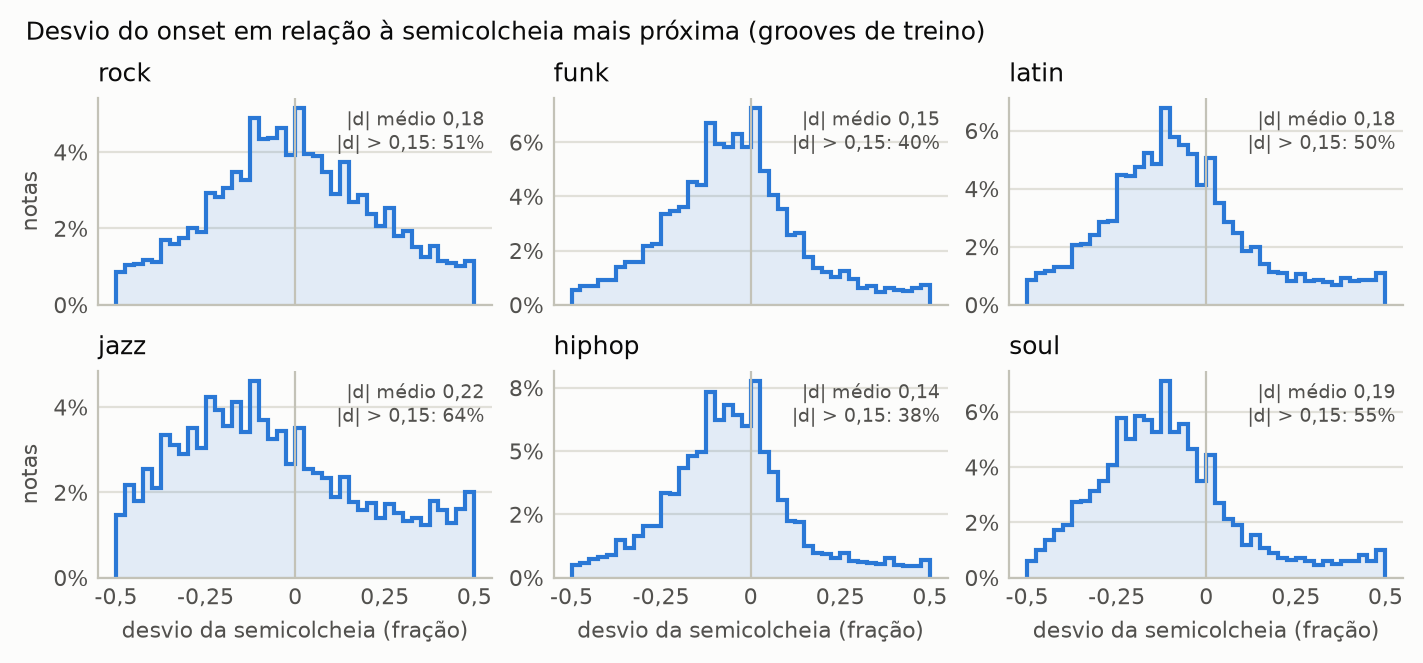 Desvio do onset em relação à semicolcheia mais próxima (grooves de treino)
rock
|d| médio 0,18
|d| > 0,15: 51%
4%
2%
0%
notas
funk
|d| médio 0,15
|d| > 0,15: 40%
6%
4%
2%
0%
latin
|d| médio 0,18
|d| > 0,15: 50%
6%
4%
2%
0%
jazz
|d| médio 0,22
|d| > 0,15: 64%
4%
2%
0%
notas
-0,5 -0,25 0 0,25 0,5
desvio da semicolcheia (fração)
hiphop
|d| médio 0,14
|d| > 0,15: 38%
8%
5%
2%
0%
-0,5 -0,25 0 0,25 0,5
desvio da semicolcheia (fração)
soul
|d| médio 0,19
|d| > 0,15: 55%
6%
4%
2%
0%
-0,5 -0,25 0 0,25 0,5
desvio da semicolcheia (fração)